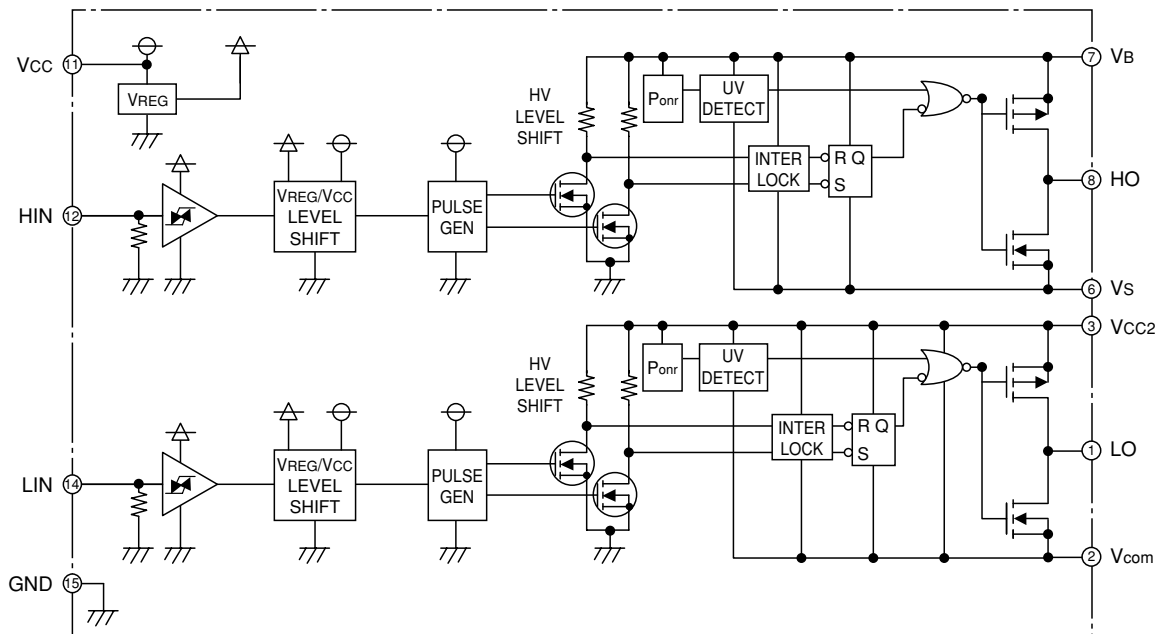 VCC 11
VREG
HIN 12
VREG/VCC
LEVEL
SHIFT
PULSE
GEN
HV
LEVEL
SHIFT
Ponr
UV
DETECT
INTER
LOCK
R Q
S
7 VB
8 HO
6 VS
LIN 14
VREG/VCC
LEVEL
SHIFT
PULSE
GEN
HV
LEVEL
SHIFT
Ponr
UV
DETECT
INTER
LOCK
R Q
S
3 VCC2
1 LO
2 Vcom
GND 15